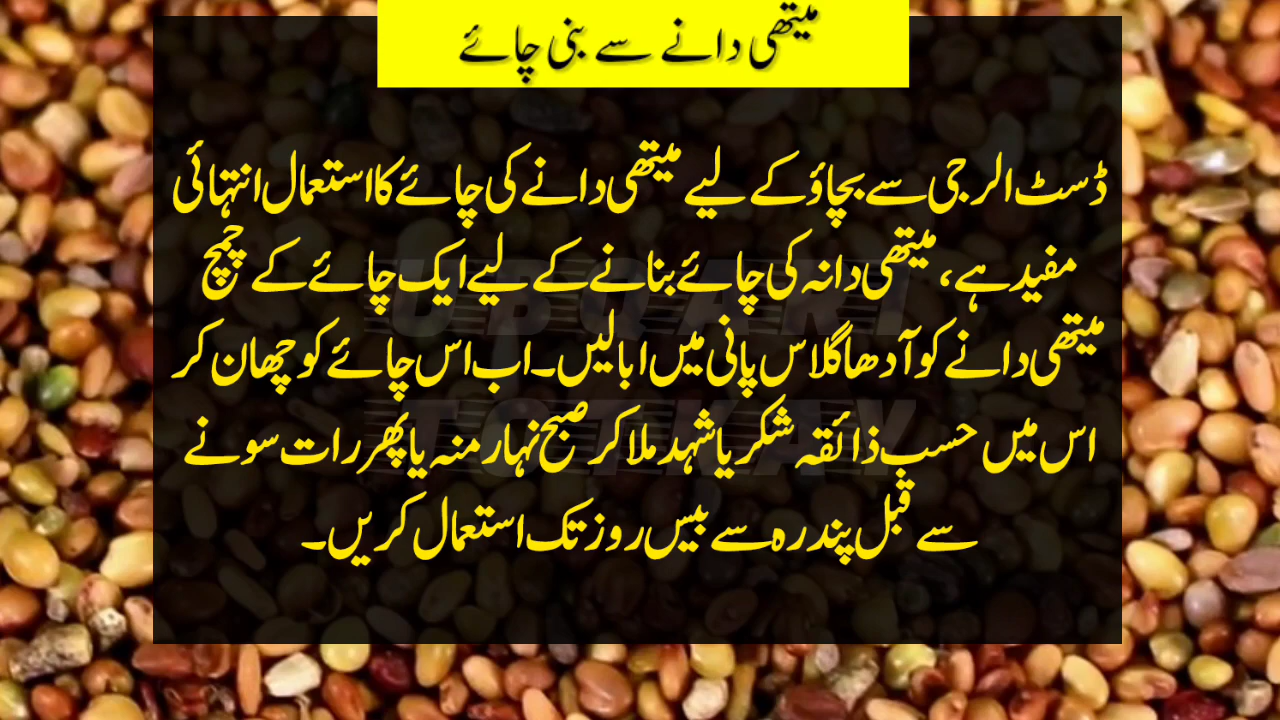 میتھی دانے سے بنی چائے
ڈسٹ الرجی سے بچاؤ کے لیے میتھی دانے کی چائے کا استعمال انتہائی
مفید ہے، میتھی دانہ کی چائے بنانے کے لیے ایک چائے کے چمچ
میتھی دانے کو آدھا گلاس پانی میں ابالیں۔ اب اس چائے کو چھان کر
اس میں حسب ذائقہ شکر یا شہد ملا کر صبح نہار منہ یا پھر رات سونے
سے قبل پندرہ سے بیس روز تک استعمال کریں۔
UBQARI
TOTKAY